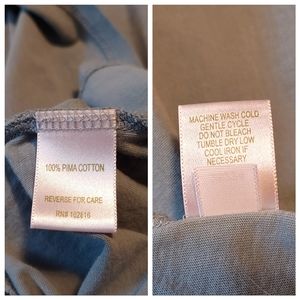 100% PIMA COTTON
REVERSE FOR CARE
RN# 162816
MACHINE WASH COLD
GENTLE CYCLE
DO NOT BLEACH
TUMBLE DRY LOW
COOL IRON IF
NECESSARY